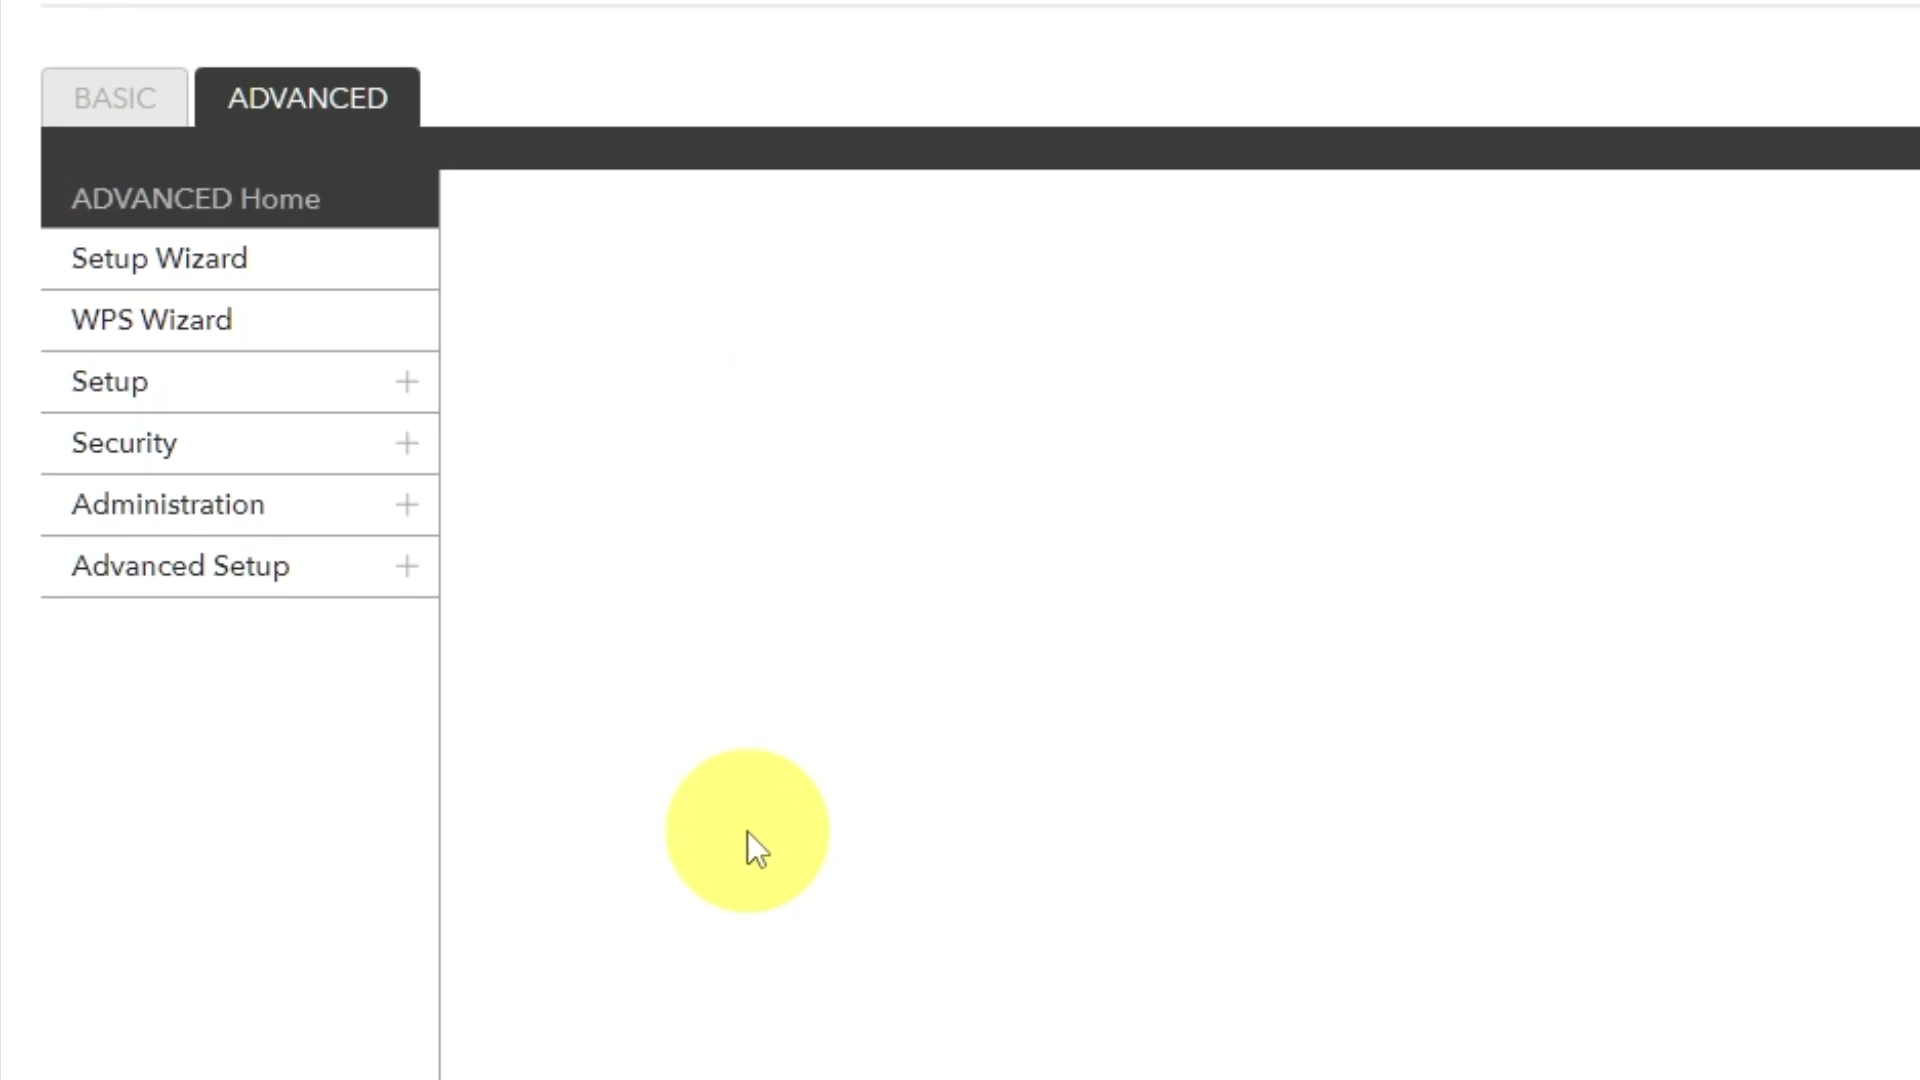 BASIC
ADVANCED
ADVANCED Home
Setup Wizard
WPS Wizard
Setup
Security
Administration
Advanced Setup